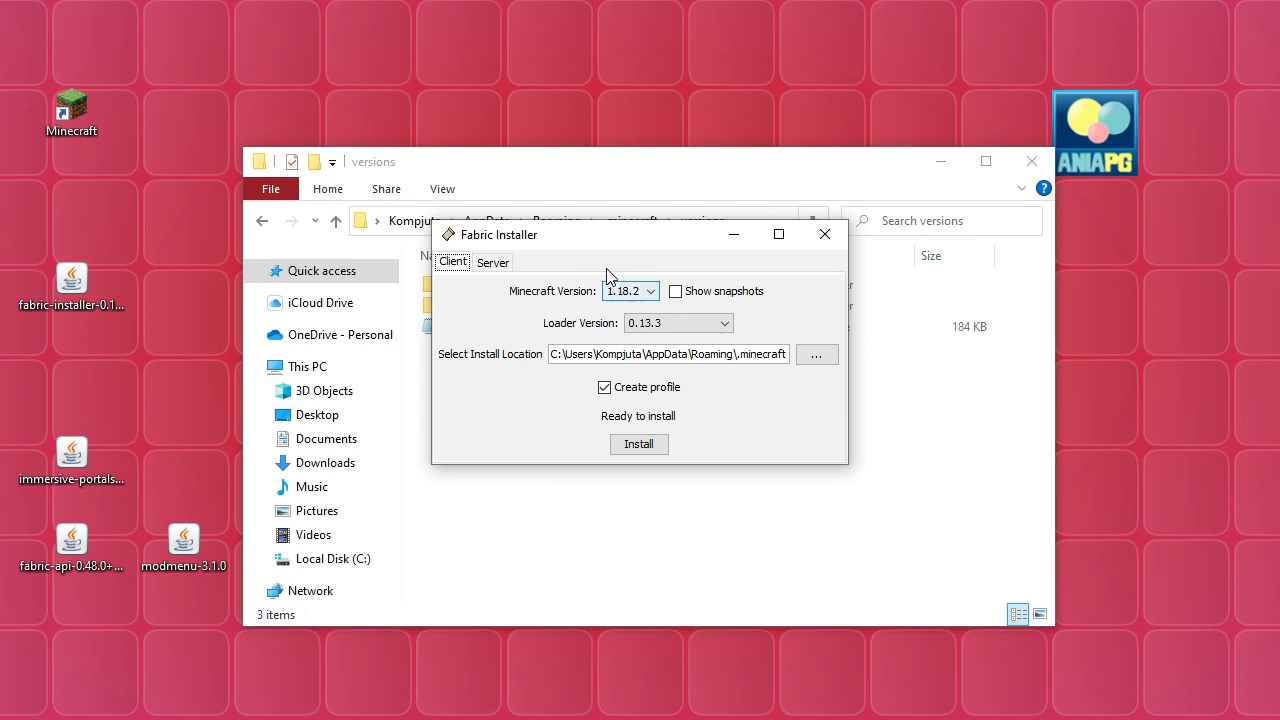 Minecraft
fabric-installer-0.1...
immersive-portals...
fabric-api-0.48.0+...
modmenu-3.1.0
ANIAPG
versions
File
Home
Share
View
Search versions
Size
Quick access
iCloud Drive
OneDrive - Personal
This PC
3D Objects
Desktop
Documents
Downloads
Music
Pictures
Videos
Local Disk (C:)
Network
184 KB
3 items
Fabric Installer
Client
Server
Minecraft Version: 1.18.2 Show snapshots
Loader Version: 0.13.3
Select Install Location C:\Users\Kompjuta\AppData\Roaming\.minecraft ...
Create profile
Ready to install
Install